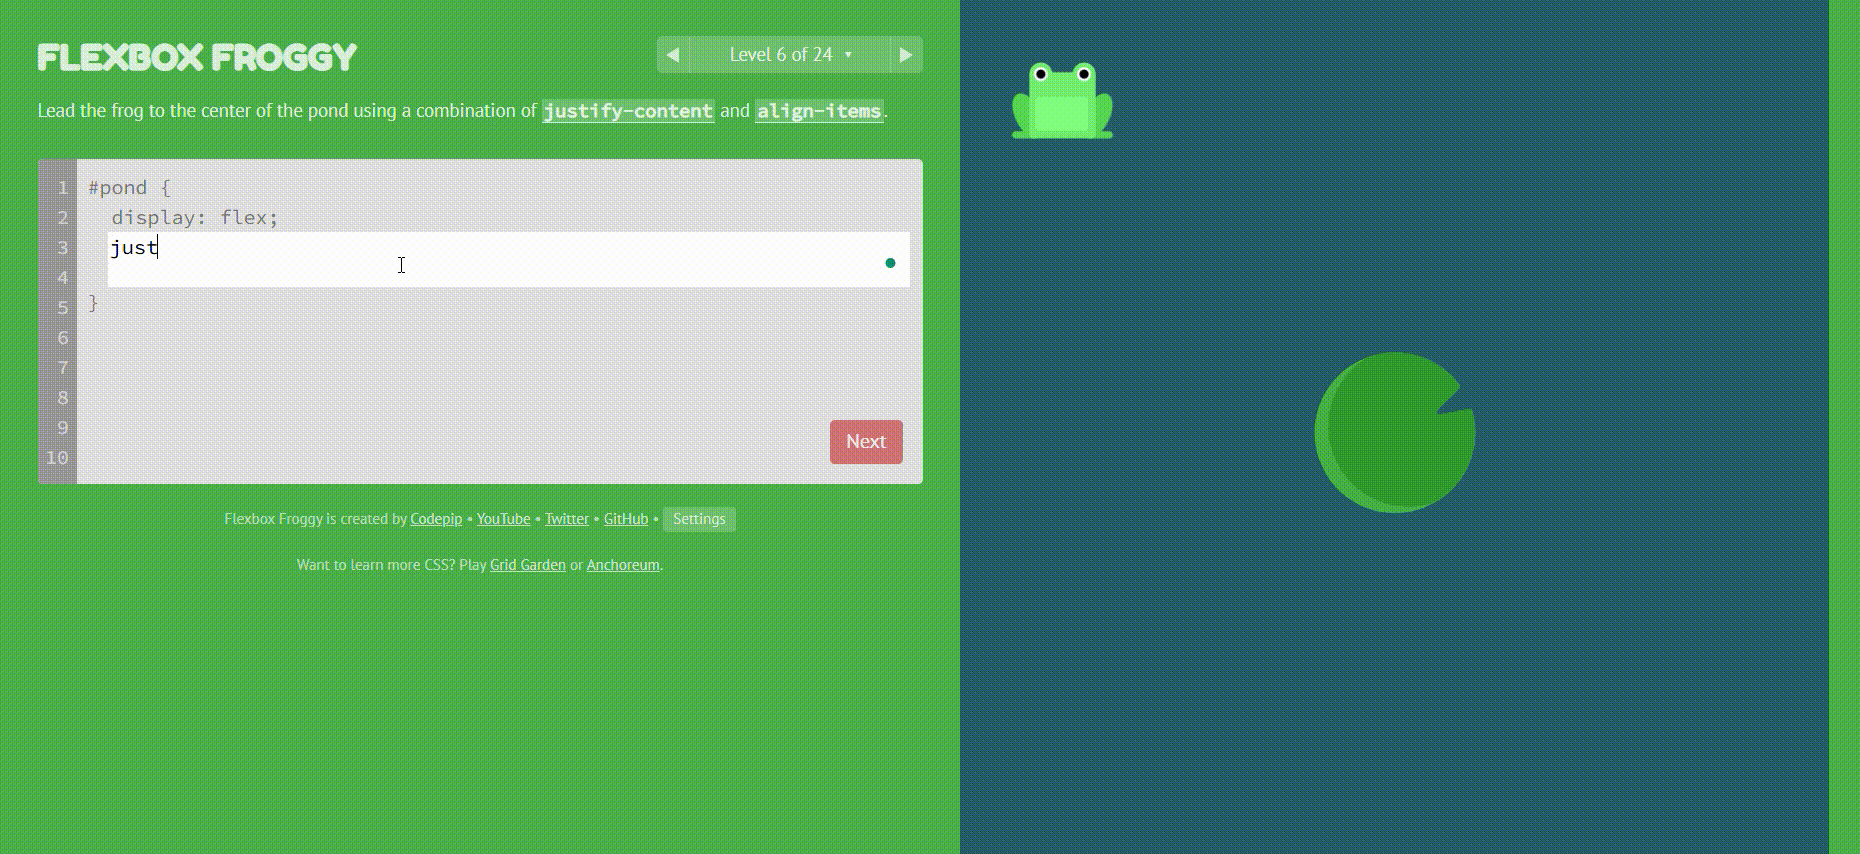 FLEXBOX FROGGY
◀ Level 6 of 24 ▾ ▶
Lead the frog to the center of the pond using a combination of justify-content and align-items.
1 #pond {
2 display: flex;
3 just
4
5 }
6
7
8
9
10
Next
Flexbox Froggy is created by Codepip • YouTube • Twitter • GitHub • Settings
Want to learn more CSS? Play Grid Garden or Anchoreum.